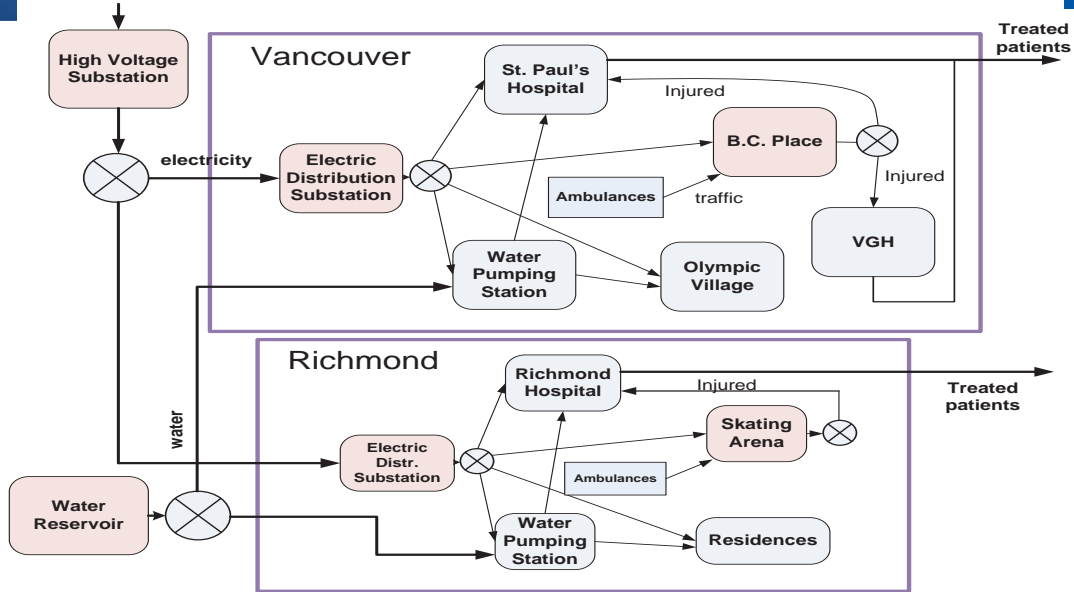 High Voltage
Substation
electricity
Vancouver
St. Paul's
Hospital
Treated
patients
Injured
B.C. Place
Electric
Distribution
Substation
Ambulances
traffic
Injured
VGH
Water
Pumping
Station
Olympic
Village
water
Richmond
Richmond
Hospital
Injured
Treated
patients
Skating
Arena
Electric
Distr.
Substation
Ambulances
Water
Reservoir
Water
Pumping
Station
Residences